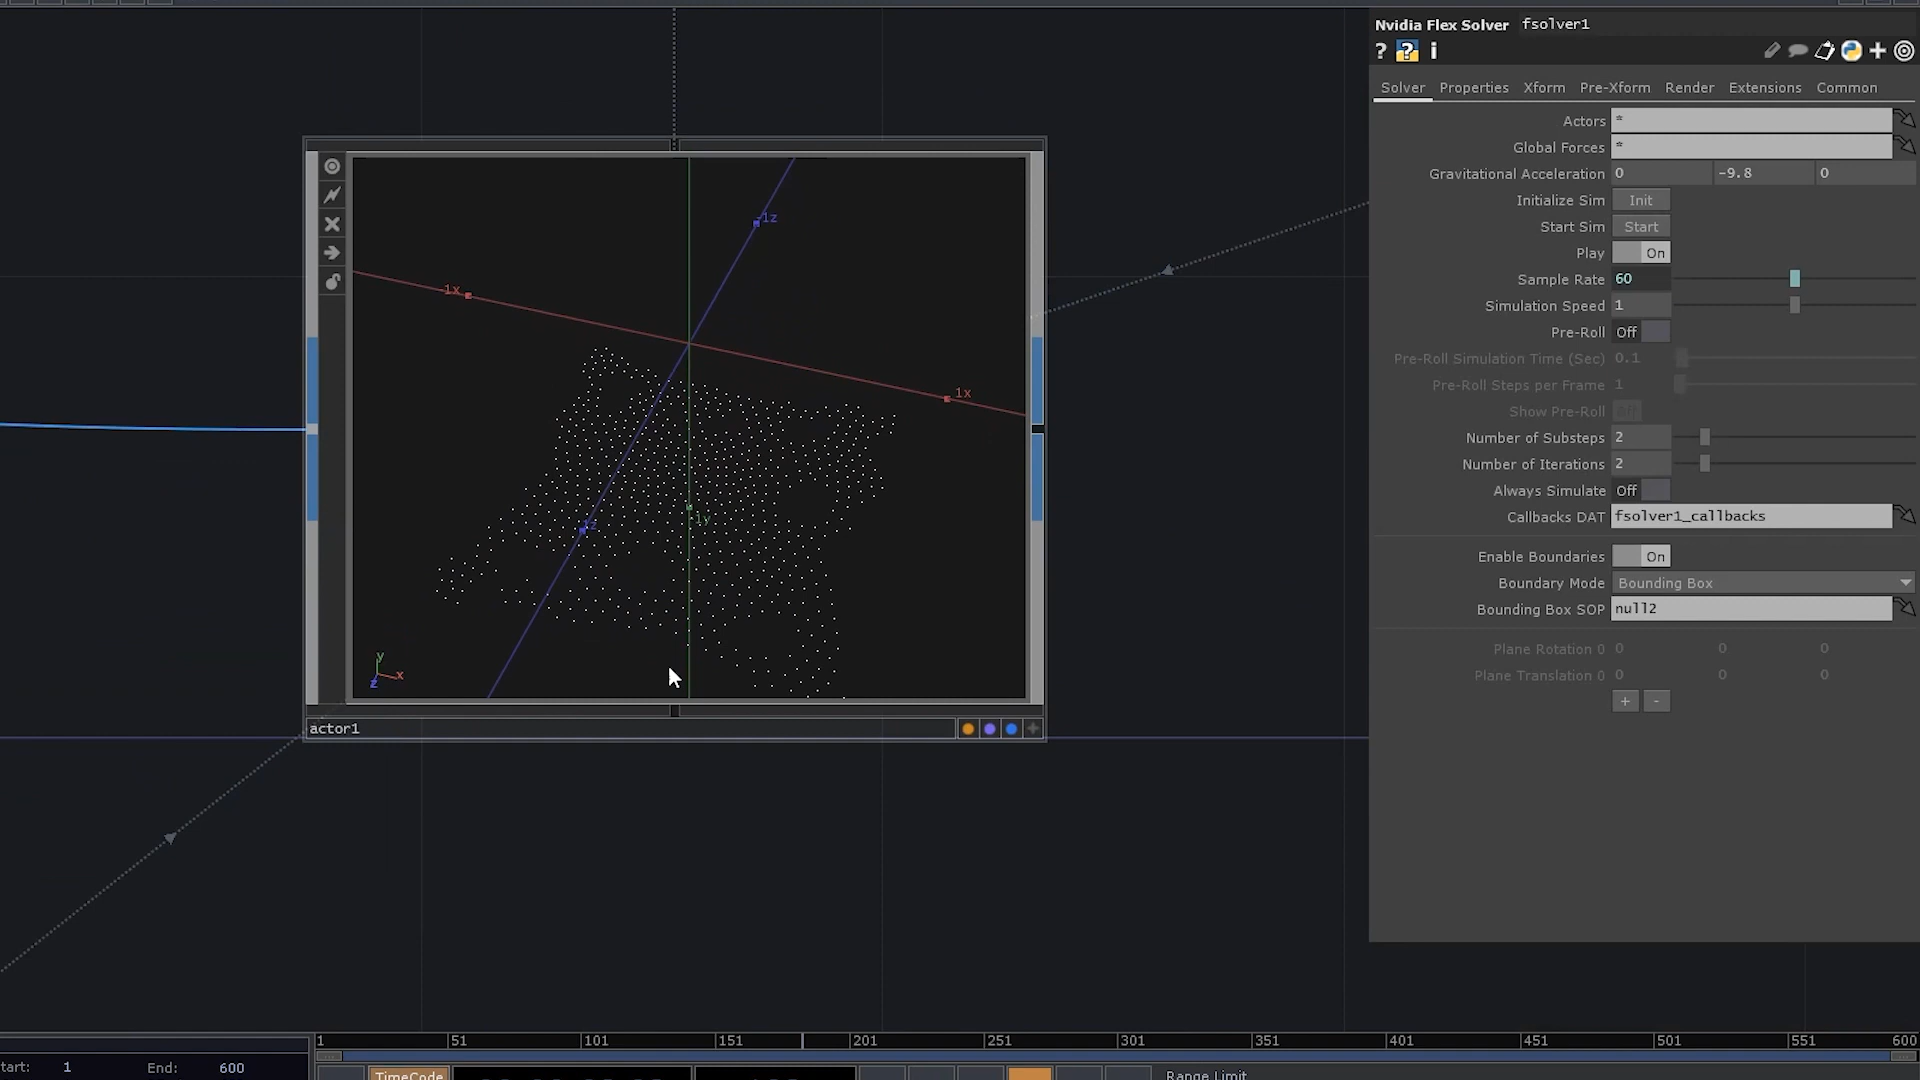 Nvidia Flex Solver fsolver1
? ? i
Solver Properties Xform Pre-Xform Render Extensions Common
Actors *
Global Forces *
Gravitational Acceleration 0 -9.8 0
Initialize Sim Init
Start Sim Start
Play On
Sample Rate 60
Simulation Speed 1
Pre-Roll Off
Pre-Roll Simulation Time (Sec) 0.1
Pre-Roll Steps per Frame 1
Show Pre-Roll Off
Number of Substeps 2
Number of Iterations 2
Always Simulate Off
Callbacks DAT fsolver1_callbacks
Enable Boundaries On
Boundary Mode Bounding Box
Bounding Box SOP null2
Plane Rotation 0 0 0 0
Plane Translation 0 0 0 0
+ -
-1z
-1x
1x
1z
-1y
y
x
z
actor1
1 51 101 151 201 251 301 351 401 451 501 551 600
tart: 1 End: 600
TimeCode
Range Limit